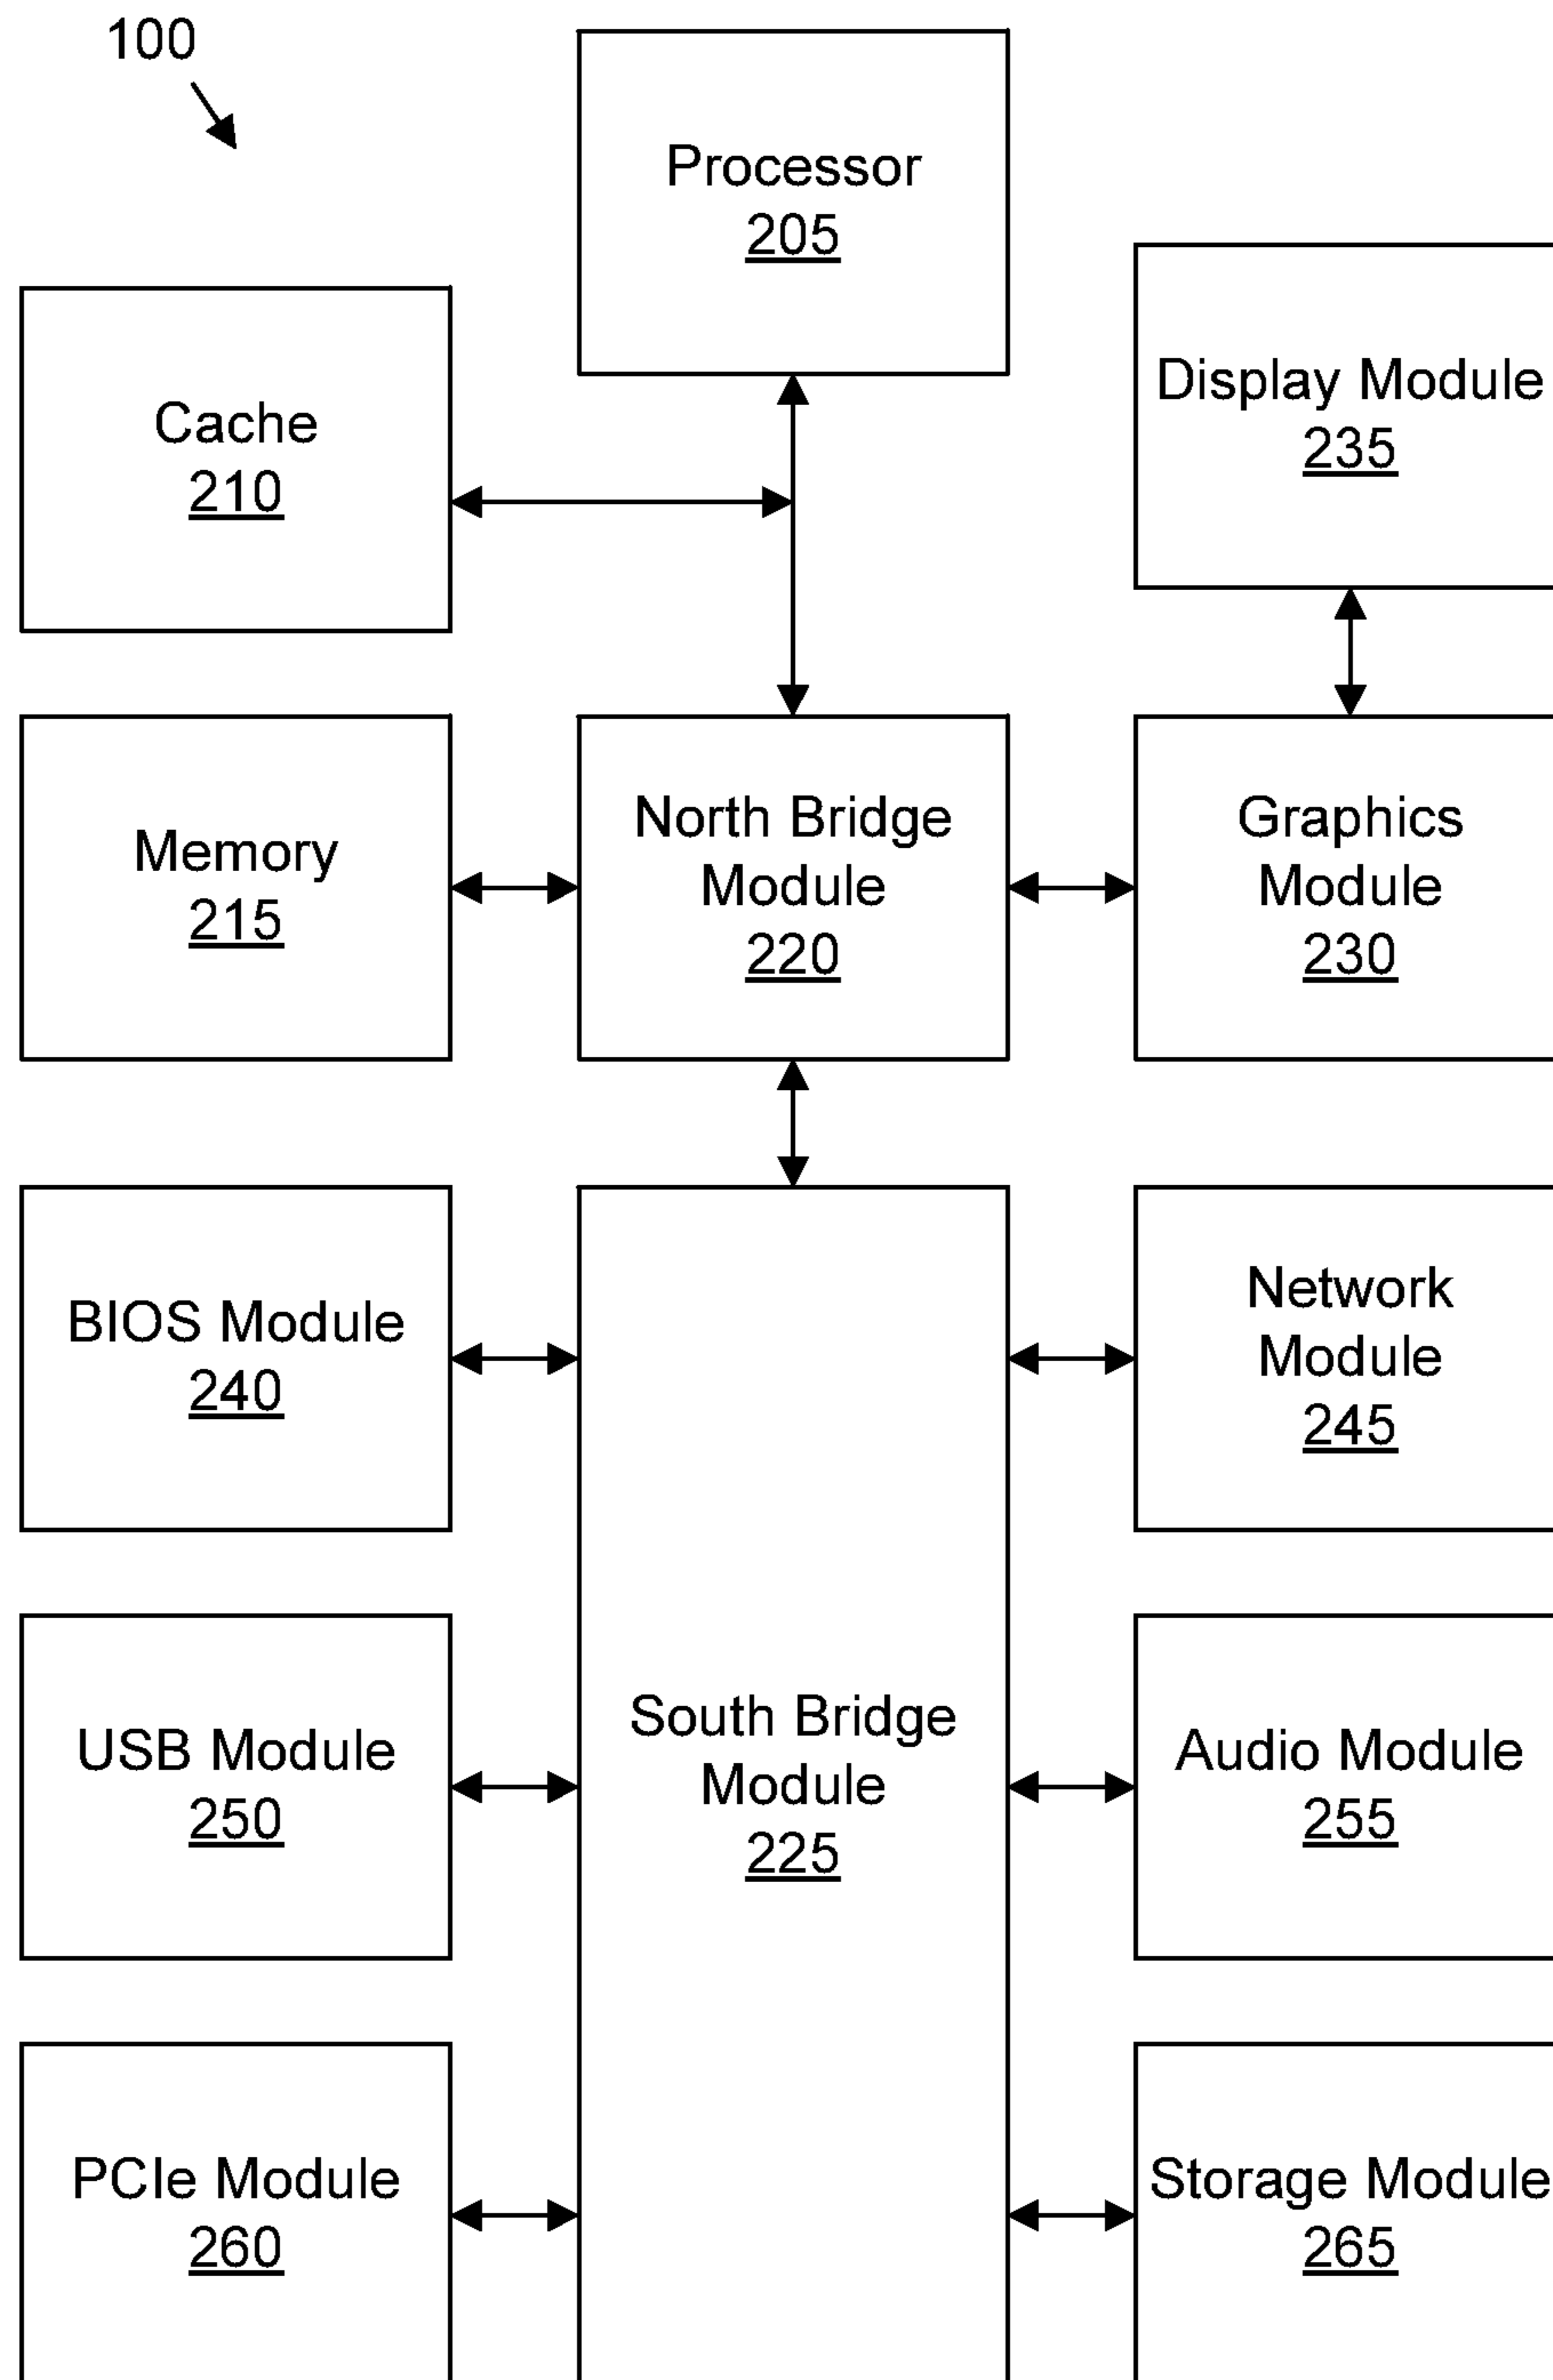 100
Processor
205
Cache
210
Display Module
235
Memory
215
North Bridge
Module
220
Graphics
Module
230
BIOS Module
240
Network
Module
245
USB Module
250
South Bridge
Module
225
Audio Module
255
PCIe Module
260
Storage Module
265